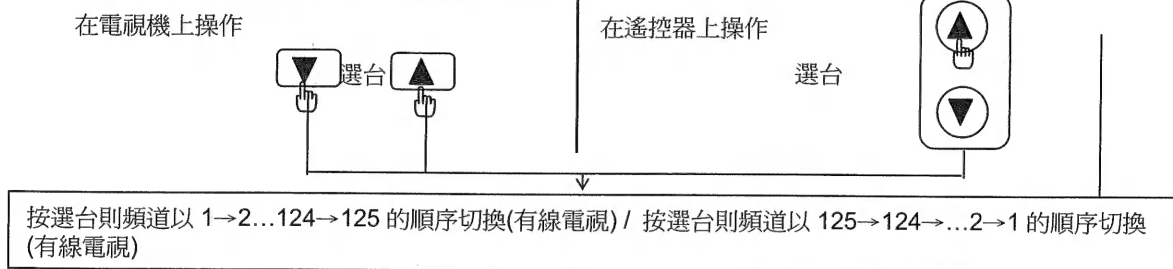 在電視機上操作
▼ 選台 ▲
在遙控器上操作
選台
▲
▼
按選台則頻道以 1→2…124→125 的順序切換(有線電視) / 按選台則頻道以 125→124→…2→1 的順序切換
(有線電視)